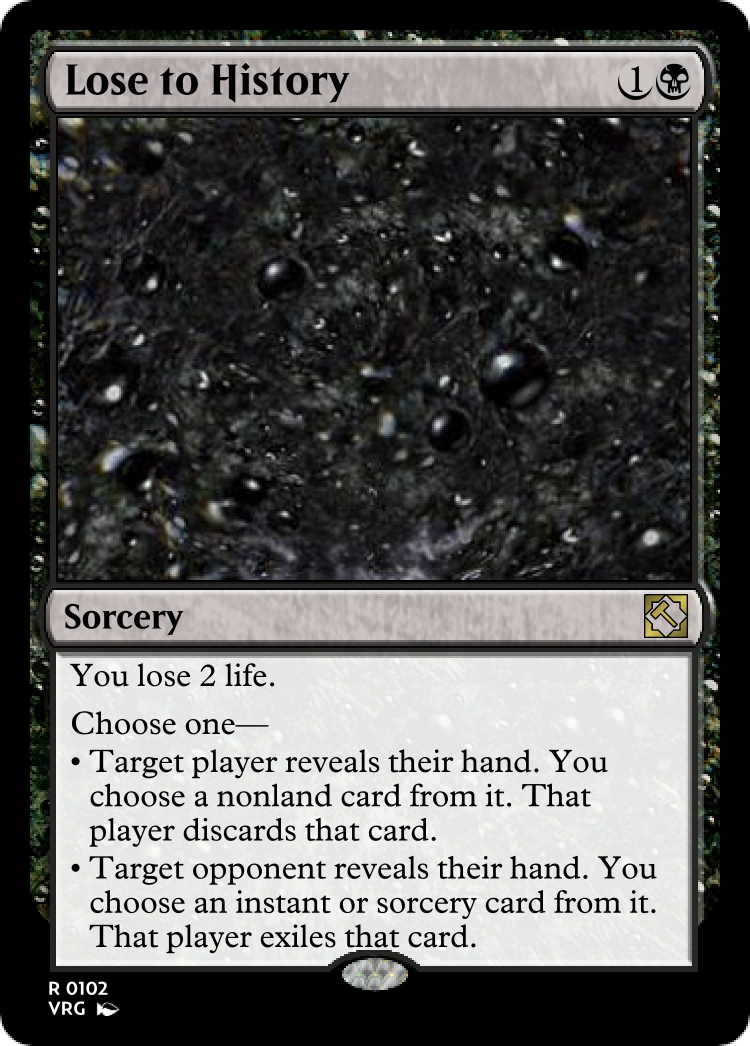 Lose to History 1
Sorcery
You lose 2 life.
Choose one—
• Target player reveals their hand. You
choose a nonland card from it. That
player discards that card.
• Target opponent reveals their hand. You
choose an instant or sorcery card from it.
That player exiles that card.
R 0102
VRG